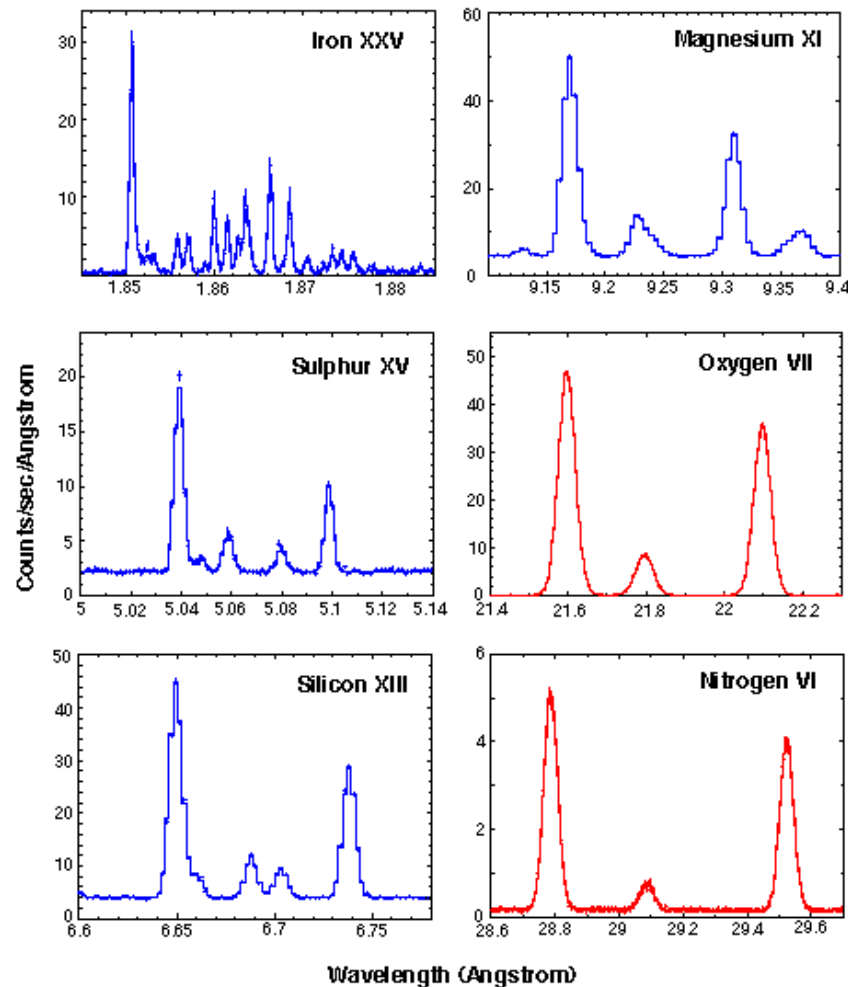 Iron XXV
30
20
10
0
1.85 1.86 1.87 1.88
Magnesium XI
60
40
20
0
9.15 9.2 9.25 9.3 9.35 9.4
Sulphur XV
20
15
10
5
0
5 5.02 5.04 5.06 5.08 5.1 5.12 5.14
Oxygen VII
50
40
30
20
10
0
21.4 21.6 21.8 22 22.2
Silicon XIII
50
40
30
20
10
0
6.6 6.65 6.7 6.75
Nitrogen VI
6
4
2
0
28.6 28.8 29 29.2 29.4 29.6
Counts/sec/Angstrom
Wavelength (Angstrom)